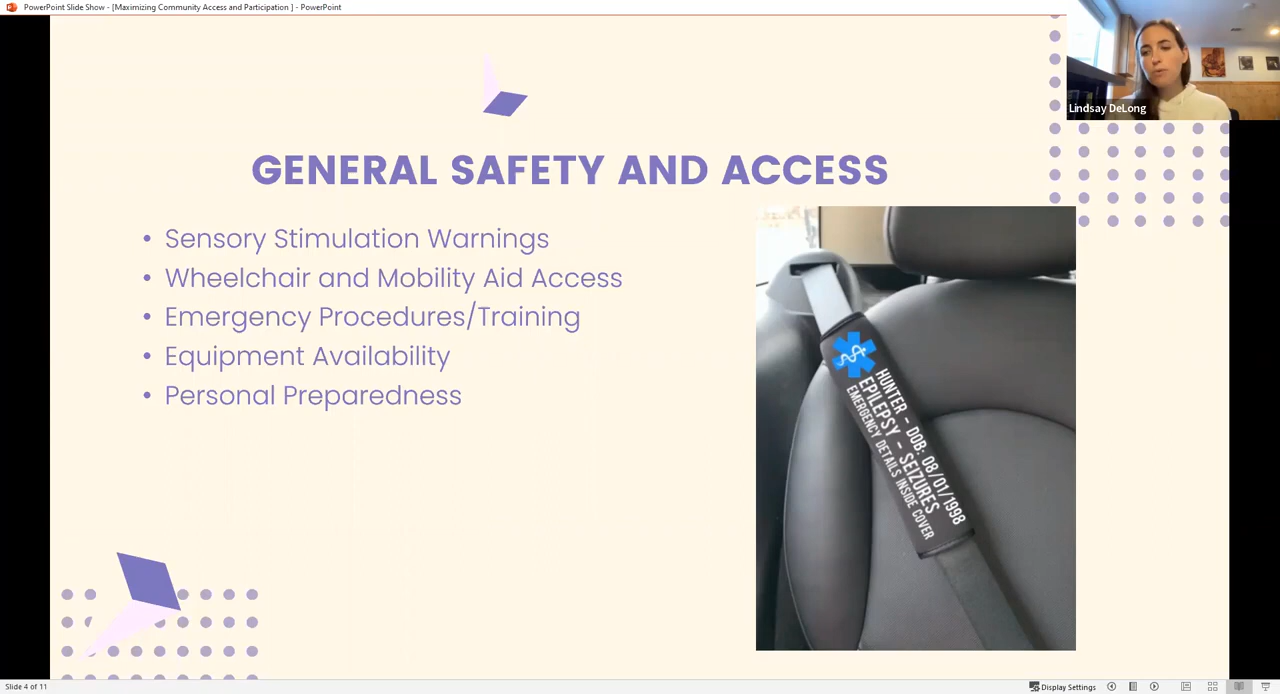 PowerPoint Slide Show - [Maximizing Community Access and Participation ] - PowerPoint
Lindsay DeLong
GENERAL SAFETY AND ACCESS
• Sensory Stimulation Warnings
• Wheelchair and Mobility Aid Access
• Emergency Procedures/Training
• Equipment Availability
• Personal Preparedness
HUNTER - DOB: 08/01/1998
EPILEPSY - SEIZURES
EMERGENCY DETAILS INSIDE COVER
Slide 4 of 11
Display Settings